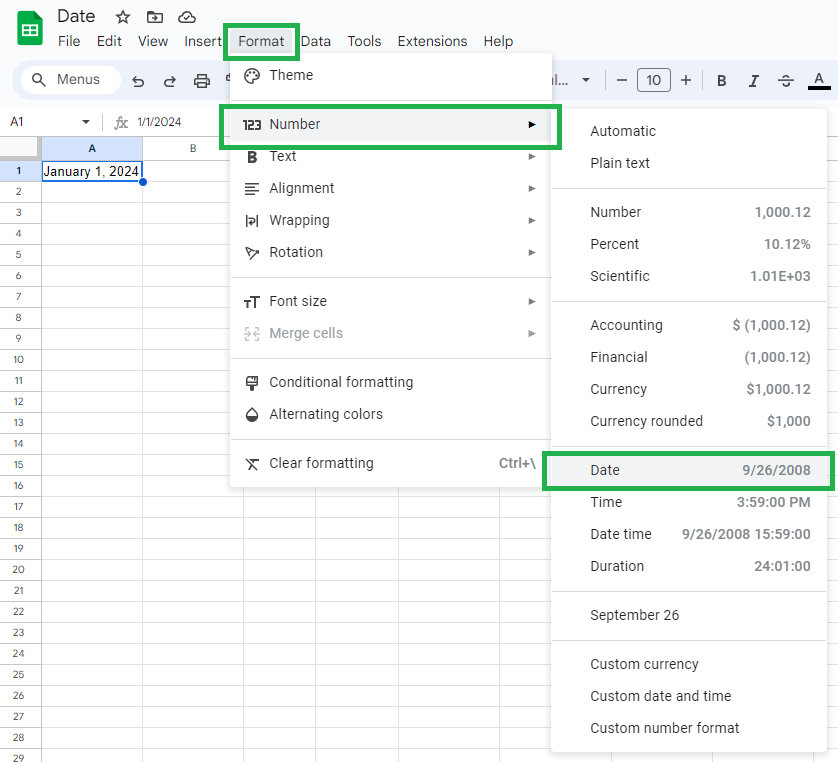 Date
File Edit View Insert Format Data Tools Extensions Help
Menus
10 B I A
A1 fx 1/1/2024
A B
1 January 1, 2024
2
3
4
5
6
7
8
9
10
11
12
13
14
15
16
17
18
19
20
21
22
23
24
25
26
27
28
29
Theme
123 Number
B Text
Alignment
Wrapping
Rotation
Font size
Merge cells
Conditional formatting
Alternating colors
Clear formatting Ctrl+\
Automatic
Plain text
Number 1,000.12
Percent 10.12%
Scientific 1.01E+03
Accounting $ (1,000.12)
Financial (1,000.12)
Currency $1,000.12
Currency rounded $1,000
Date 9/26/2008
Time 3:59:00 PM
Date time 9/26/2008 15:59:00
Duration 24:01:00
September 26
Custom currency
Custom date and time
Custom number format